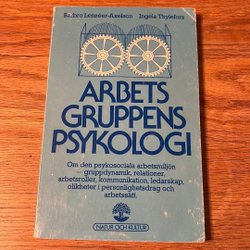 Barbro Lennéer-Axelson Ingela Thylefors
ARBETS
GRUPPENS
PSYKOLOGI
Om den psykosociala arbetsmiljön
– gruppdynamik, relationer,
arbetsroller, kommunikation, ledarskap,
olikheter i personlighetsdrag och
arbetssätt.
NATUR OCH KULTUR